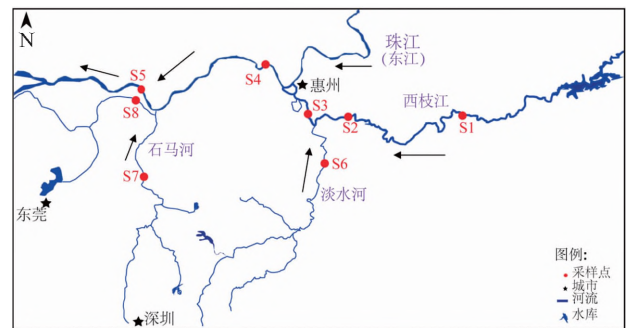 N
珠江
(东江)
S5
S4
惠州
S8
S3
S2
西枝江
S1
石马河
S6
S7
淡水河
东莞
深圳
图例:
采样点
城市
河流
水库